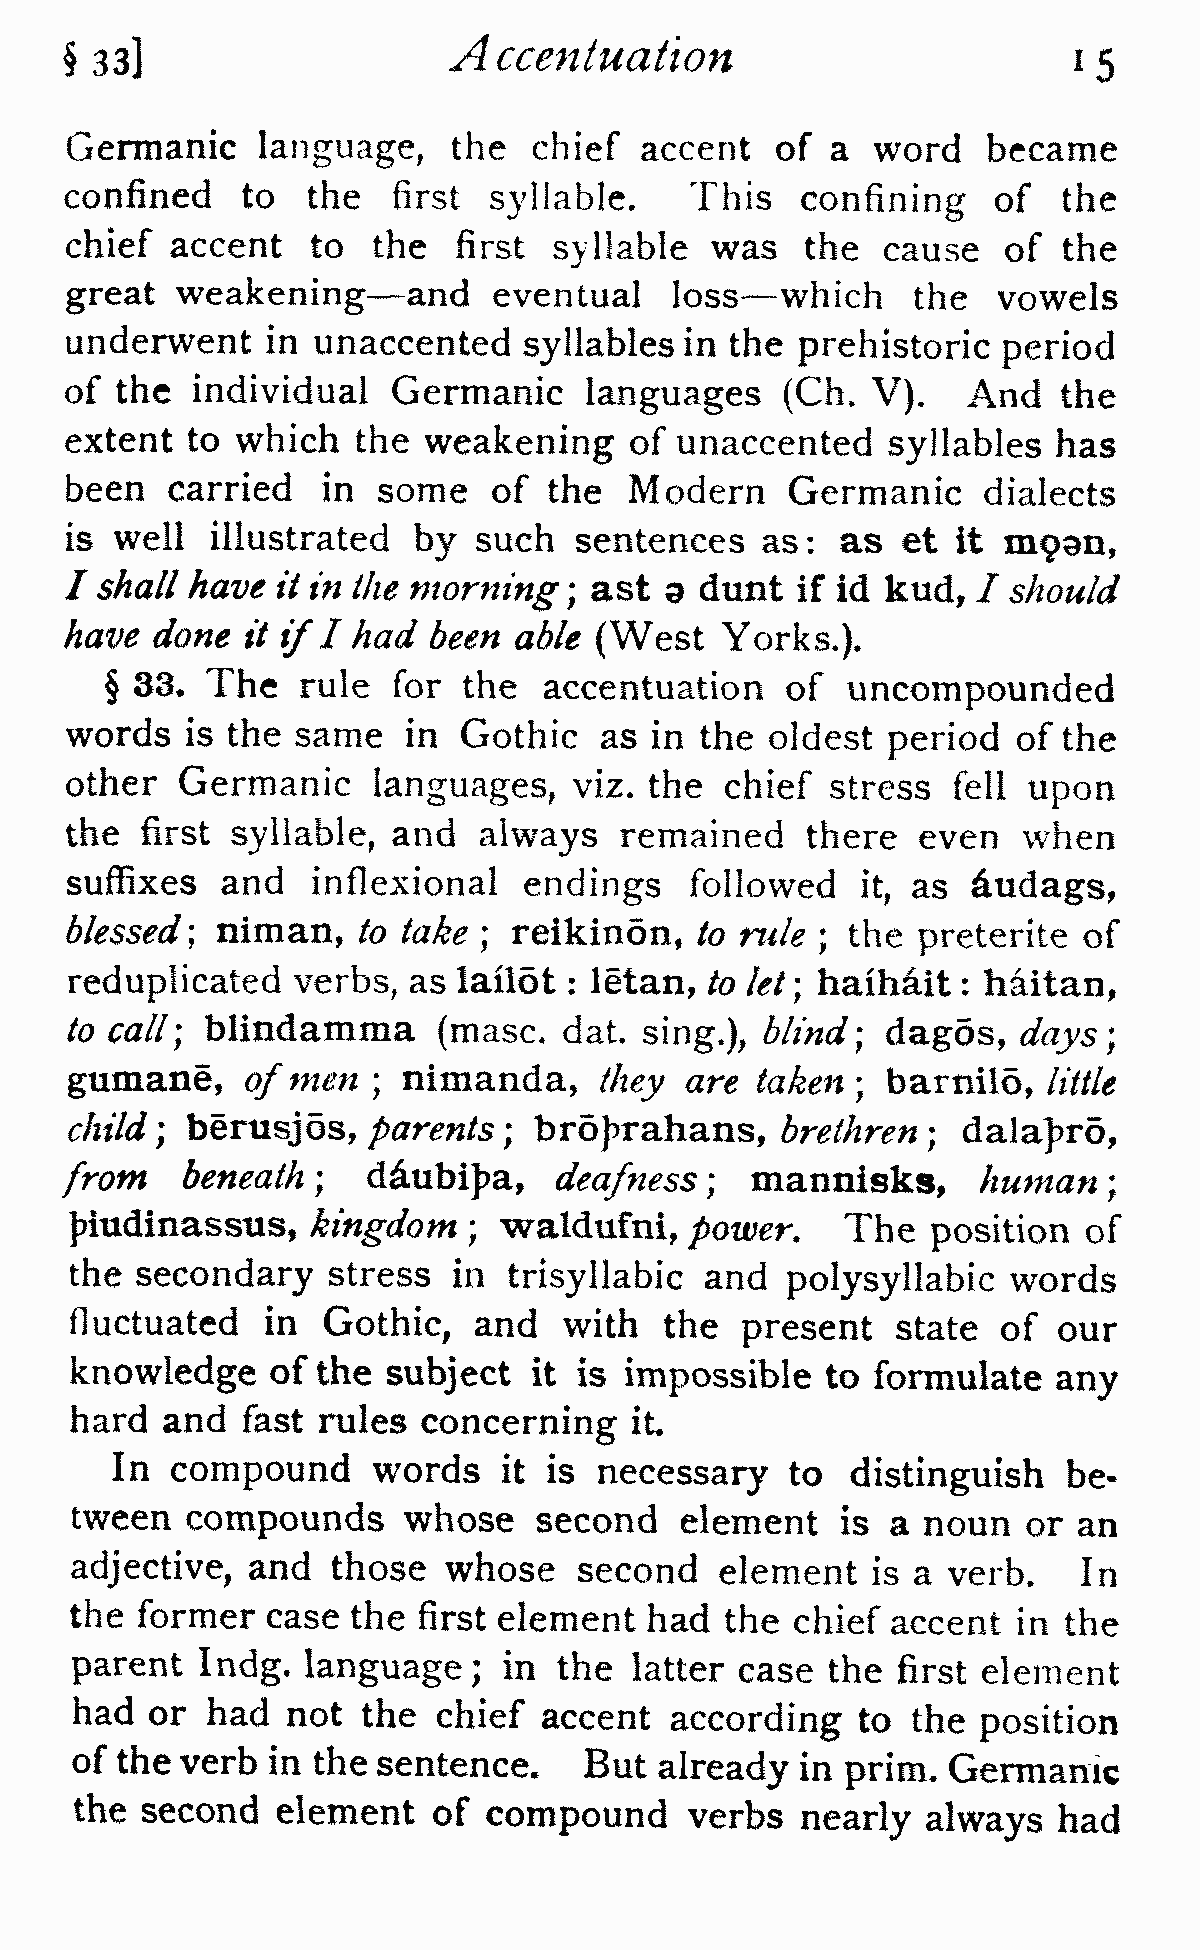 § 33] Accentuation 15
Germanic language, the chief accent of a word became
confined to the first syllable. This confining of the
chief accent to the first syllable was the cause of the
great weakening—and eventual loss—which the vowels
underwent in unaccented syllables in the prehistoric period
of the individual Germanic languages (Ch. V). And the
extent to which the weakening of unaccented syllables has
been carried in some of the Modern Germanic dialects
is well illustrated by such sentences as: as et it mǫən,
I shall have it in the morning; ast ə dunt if id kud, I should
have done it if I had been able (West Yorks.).
§ 33. The rule for the accentuation of uncompounded
words is the same in Gothic as in the oldest period of the
other Germanic languages, viz. the chief stress fell upon
the first syllable, and always remained there even when
suffixes and inflexional endings followed it, as áudags,
blessed; niman, to take; reikinōn, to rule; the preterite of
reduplicated verbs, as laílōt : lētan, to let; haíháit : háitan,
to call; blindamma (masc. dat. sing.), blind; dagōs, days;
gumanē, of men; nimanda, they are taken; barnilō, little
child; bērusjōs, parents; brōþrahans, brethren; dalaþrō,
from beneath; dáubiþa, deafness; mannisks, human;
þiudinassus, kingdom; waldufni, power. The position of
the secondary stress in trisyllabic and polysyllabic words
fluctuated in Gothic, and with the present state of our
knowledge of the subject it is impossible to formulate any
hard and fast rules concerning it.
In compound words it is necessary to distinguish be-
tween compounds whose second element is a noun or an
adjective, and those whose second element is a verb. In
the former case the first element had the chief accent in the
parent Indg. language; in the latter case the first element
had or had not the chief accent according to the position
of the verb in the sentence. But already in prim. Germanic
the second element of compound verbs nearly always had